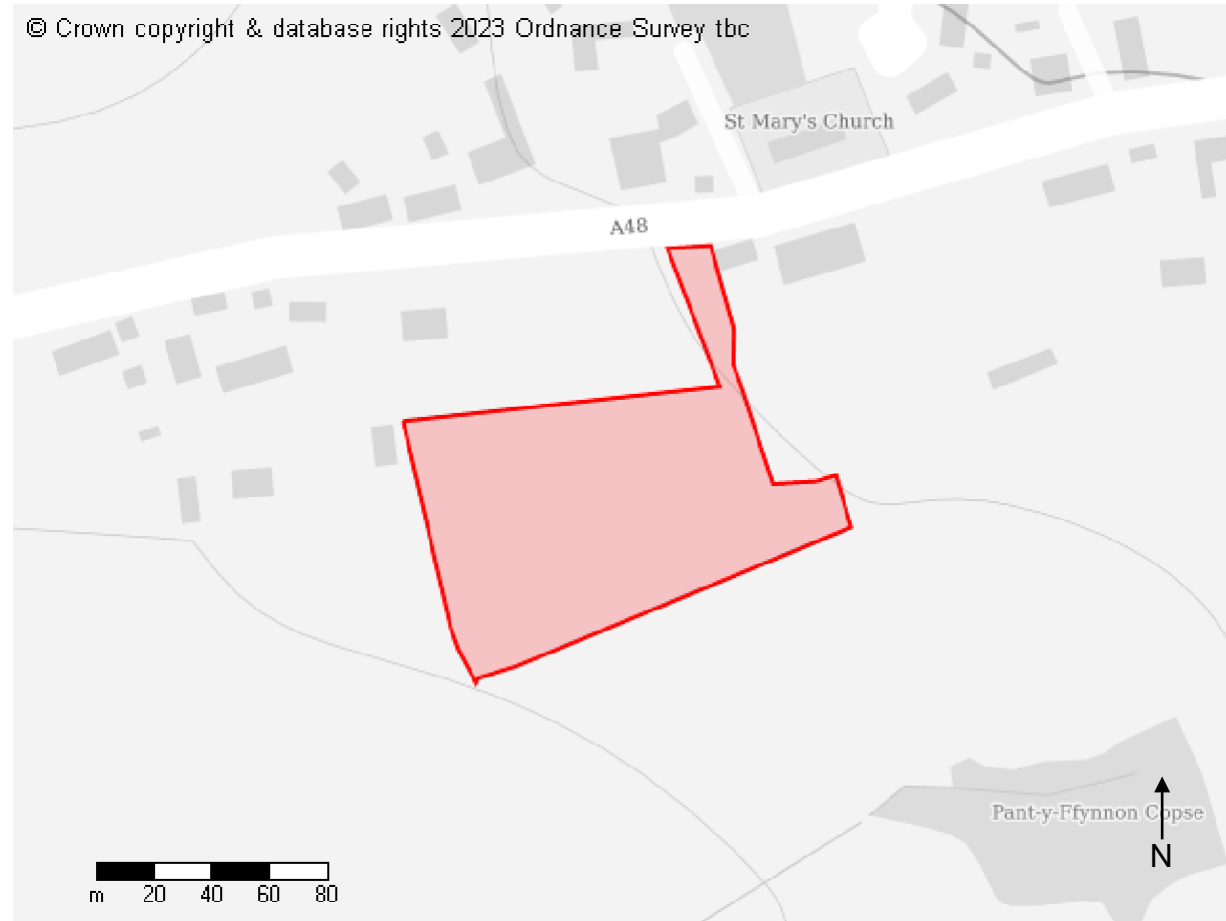 © Crown copyright & database rights 2023 Ordnance Survey tbc
St Mary's Church
A48
Pant-y-Ffynnon Copse
N
m 20 40 60 80